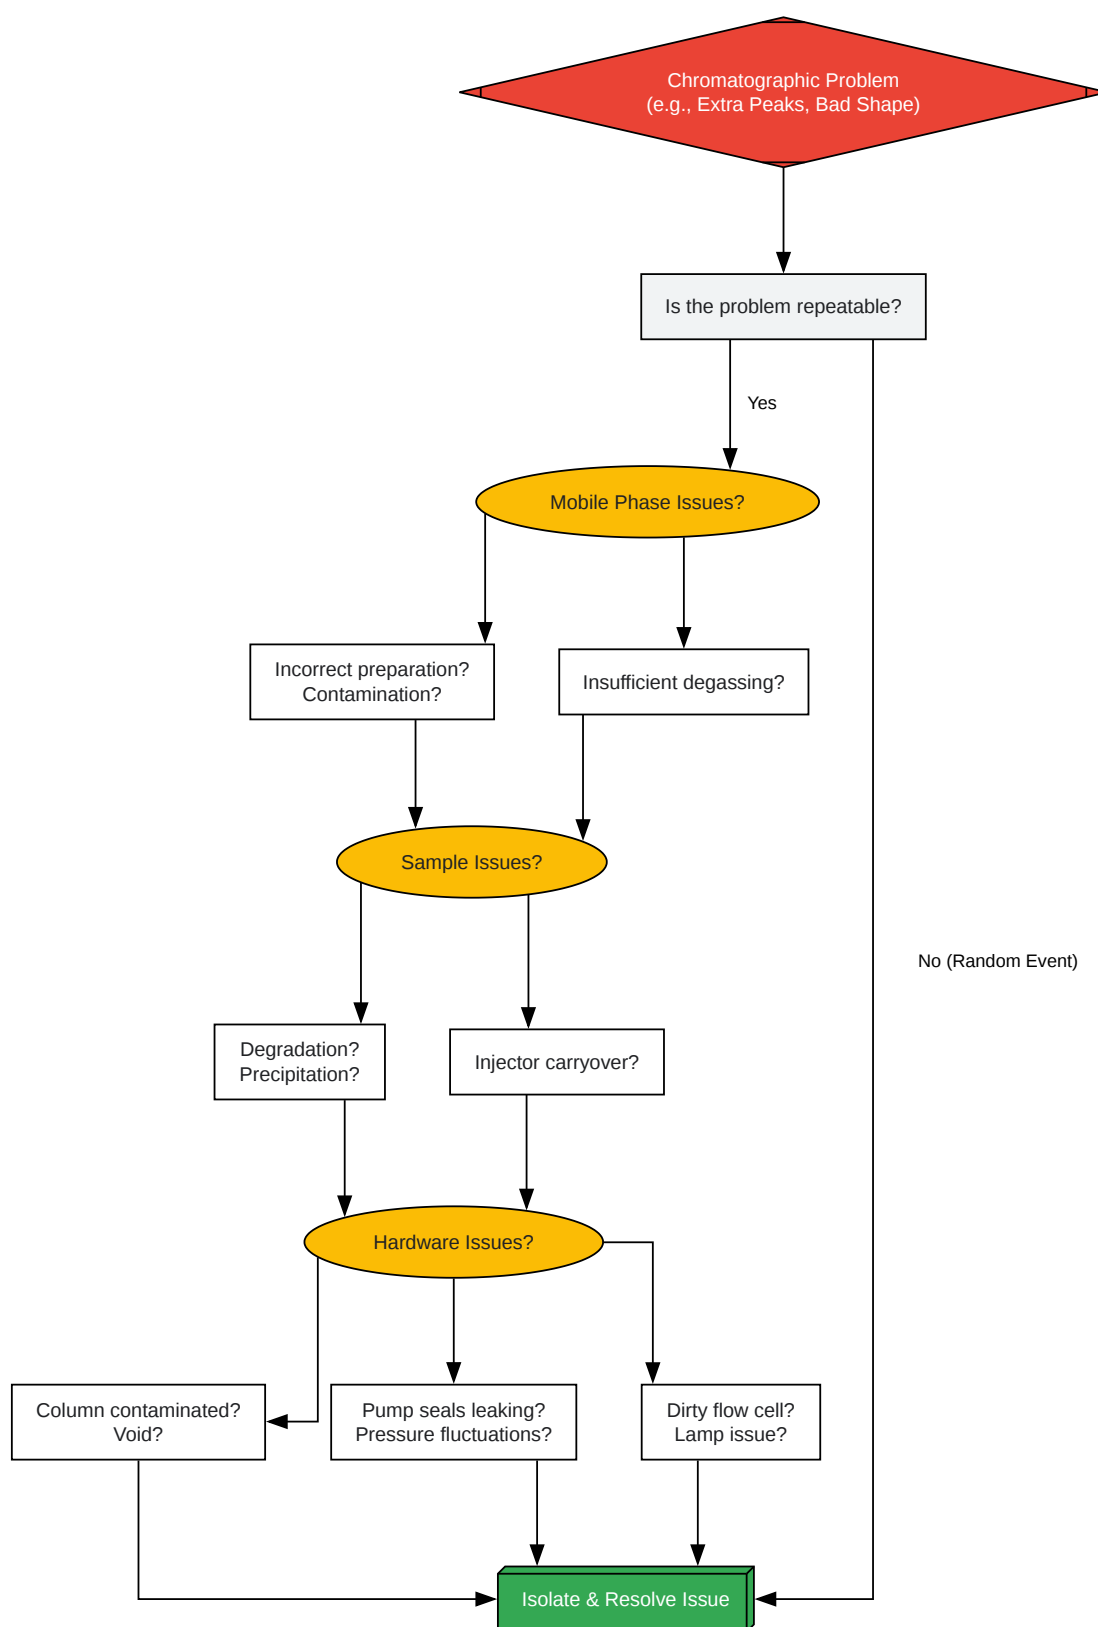 Chromatographic Problem
(e.g., Extra Peaks, Bad Shape)
Is the problem repeatable?
Yes
Mobile Phase Issues?
Incorrect preparation?
Contamination?
Insufficient degassing?
Sample Issues?
No (Random Event)
Degradation?
Precipitation?
Injector carryover?
Hardware Issues?
Column contaminated?
Void?
Pump seals leaking?
Pressure fluctuations?
Dirty flow cell?
Lamp issue?
Isolate & Resolve Issue